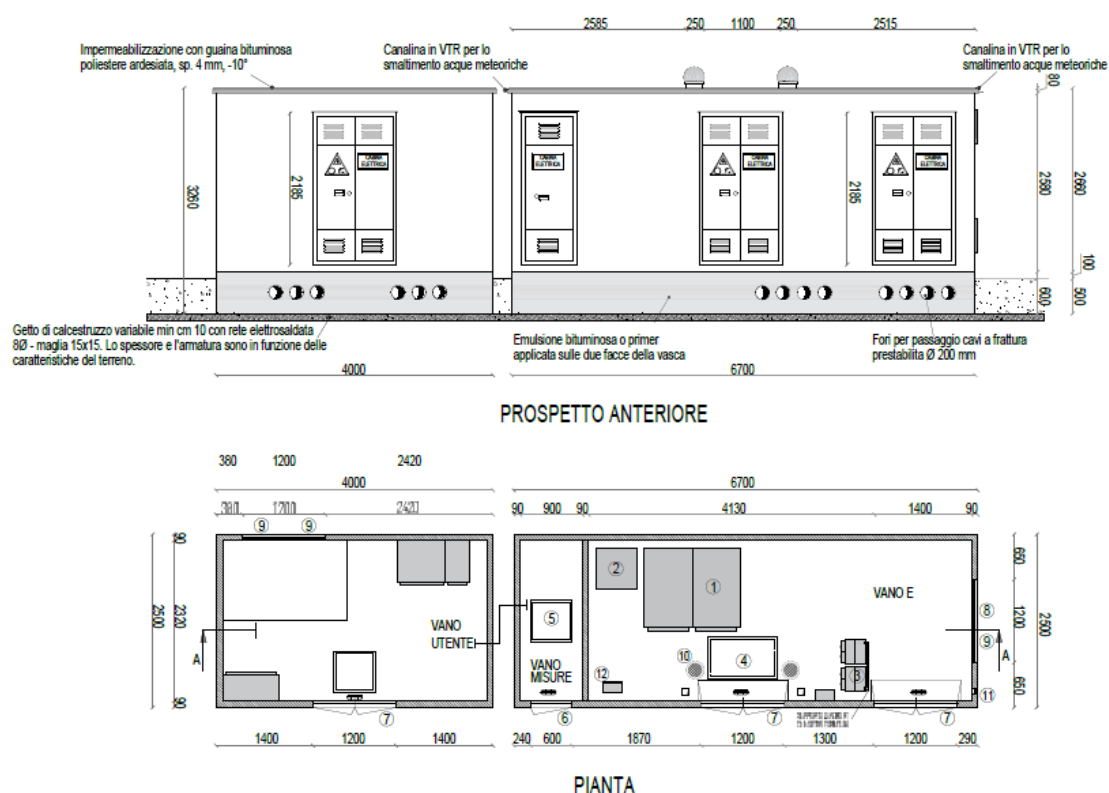 2585 250 1100 250 2515
Impermeabilizzazione con guaina bituminosa
poliestere ardesiata, sp. 4 mm, -10°
Canalina in VTR per lo
smaltimento acque meteoriche
Canalina in VTR per lo
smaltimento acque meteoriche
80
3260
2185
CABINA
ELETTRICA
CABINA
ELETTRICA
CABINA
ELETTRICA
2185
CABINA
ELETTRICA
2580
2660
100
600
500
Getto di calcestruzzo variabile min cm 10 con rete elettrosaldata
8Ø - maglia 15x15. Lo spessore e l'armatura sono in funzione delle
caratteristiche del terreno.
Emulsione bituminosa o primer
applicata sulle due facce della vasca
Fori per passaggio cavi a frattura
prestabilita Ø 200 mm
4000
6700
PROSPETTO ANTERIORE
380 1200 2420
4000
380 1200 2420
6700
90 900 90 4130 1400 90
9 9
90
2320
90
2500
A
VANO
UTENTE
5
VANO
MISURE
2
1
VANO E
10
4
12
3
8
9
11
A
650
1200
650
2500
7
6
7
7
1400 1200 1400
240 600 1870 1200 1300 1200 290
PIANTA